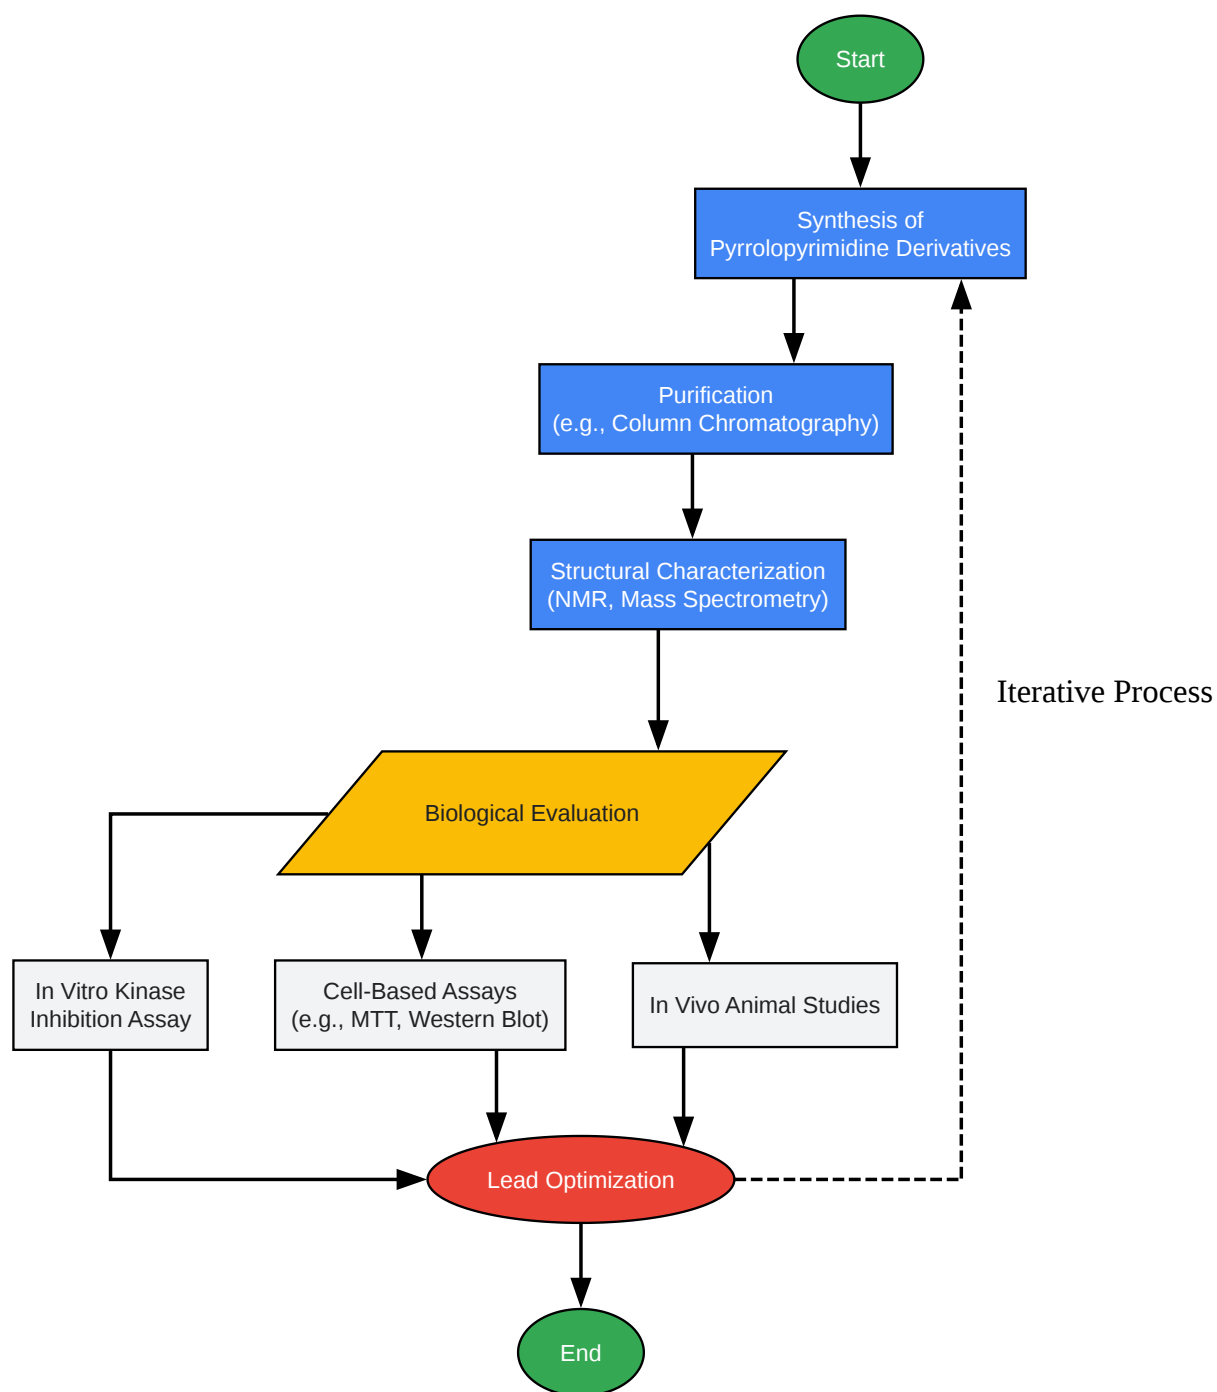 Start
Synthesis of
Pyrrolopyrimidine Derivatives
Purification
(e.g., Column Chromatography)
Structural Characterization
(NMR, Mass Spectrometry)
Iterative Process
Biological Evaluation
In Vitro Kinase
Inhibition Assay
Cell-Based Assays
(e.g., MTT, Western Blot)
In Vivo Animal Studies
Lead Optimization
End